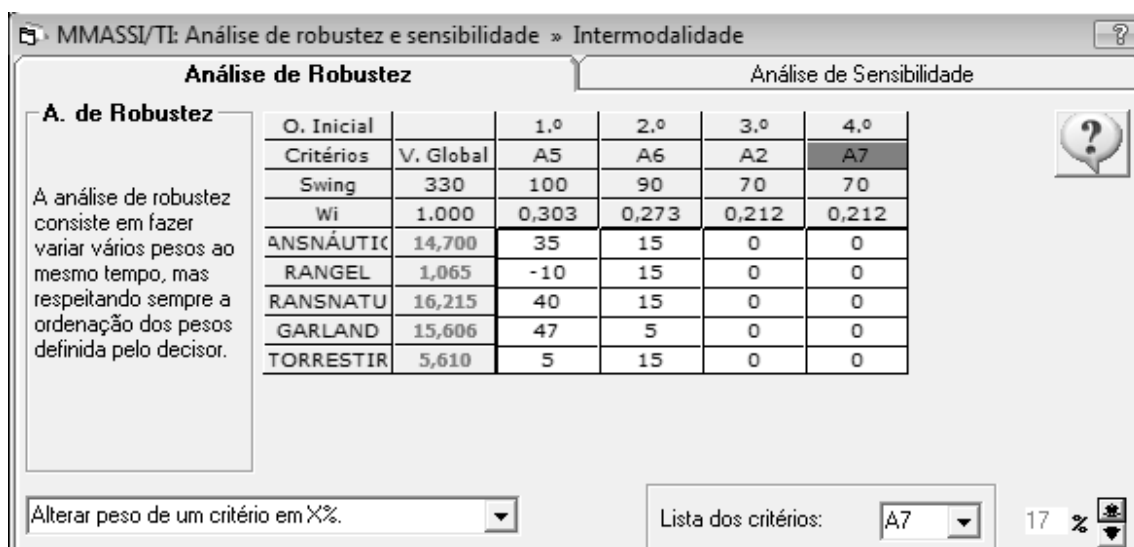 MMASSI/TI: Análise de robustez e sensibilidade » Intermodalidade ?
Análise de Robustez Análise de Sensibilidade
A. de Robustez
A análise de robustez
consiste em fazer
variar vários pesos ao
mesmo tempo, mas
respeitando sempre a
ordenação dos pesos
definida pelo decisor.
O. Inicial 1.º 2.º 3.º 4.º
Critérios V. Global A5 A6 A2 A7
Swing 330 100 90 70 70
Wi 1.000 0,303 0,273 0,212 0,212
ANSNÁUTIC 14,700 35 15 0 0
RANGEL 1,065 -10 15 0 0
RANSNATU 16,215 40 15 0 0
GARLAND 15,606 47 5 0 0
TORRESTIR 5,610 5 15 0 0
?
Alterar peso de um critério em X%. Lista dos critérios: A7 17 %